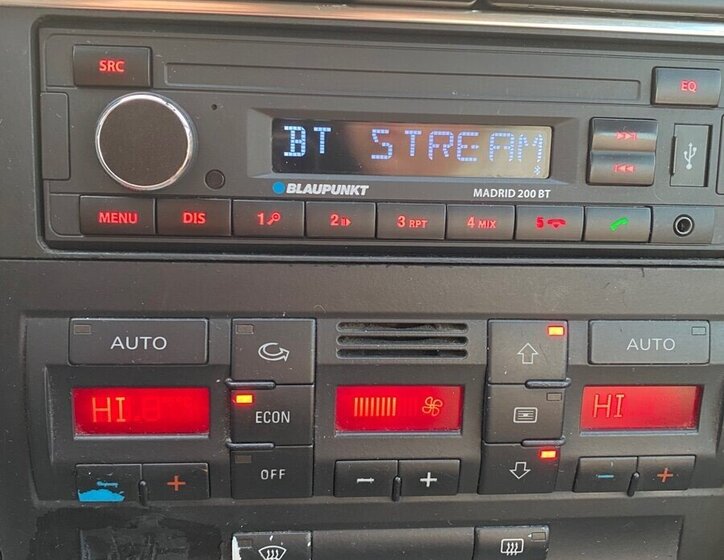 SRC
EQ
BT STREAM
BLAUPUNKT
MADRID 200 BT
MENU DIS 1 2 3 RPT 4 MIX 5
AUTO
AUTO
HI
HI
ECON
OFF